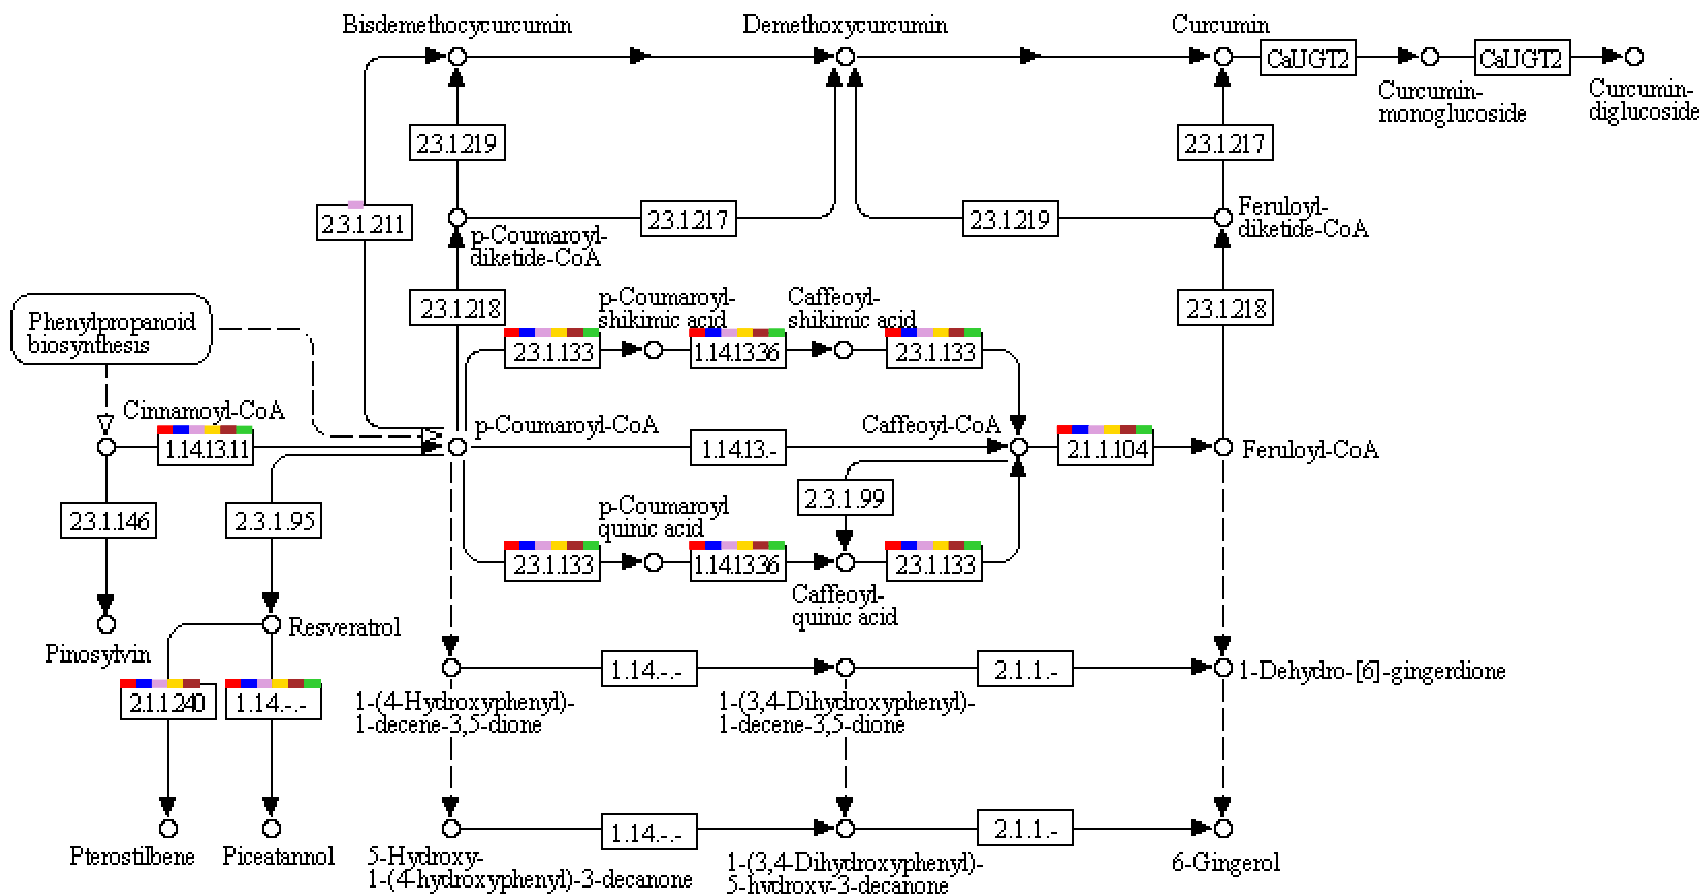 Bisdemethocycurcumin
Demethoxycurcumin
Curcumin
CaUGT2
CaUGT2
Curcumin-
monoglucoside
Curcumin-
diglucoside
2.3.1.219
2.3.1.217
2.3.1.211
2.3.1.217
2.3.1.219
p-Coumaroyl-
diketide-CoA
Feruloyl-
diketide-CoA
2.3.1.218
2.3.1.218
Phenylpropanoid
biosynthesis
p-Coumaroyl-
shikimic acid
Caffeoyl-
shikimic acid
2.3.1.133
1.14.13.36
2.3.1.133
Cinnamoyl-CoA
p-Coumaroyl-CoA
Caffeoyl-CoA
Feruloyl-CoA
1.14.13.11
1.14.13.-
2.1.1.104
2.3.1.146
2.3.1.95
2.3.1.99
p-Coumaroyl
quinic acid
2.3.1.133
1.14.13.36
2.3.1.133
Caffeoyl-
quinic acid
Resveratrol
Pinosylvin
2.1.1.240
1.14.-.-
1.14.-.-
2.1.1.-
1-(4-Hydroxyphenyl)-
1-decene-3,5-dione
1-(3,4-Dihydroxyphenyl)-
1-decene-3,5-dione
1-Dehydro-[6]-gingerdione
1.14.-.-
2.1.1.-
Pterostilbene
Piceatannol
5-Hydroxy-
1-(4-hydroxyphenyl)-3-decanone
1-(3,4-Dihydroxyphenyl)-
5-hydroxy-3-decanone
6-Gingerol